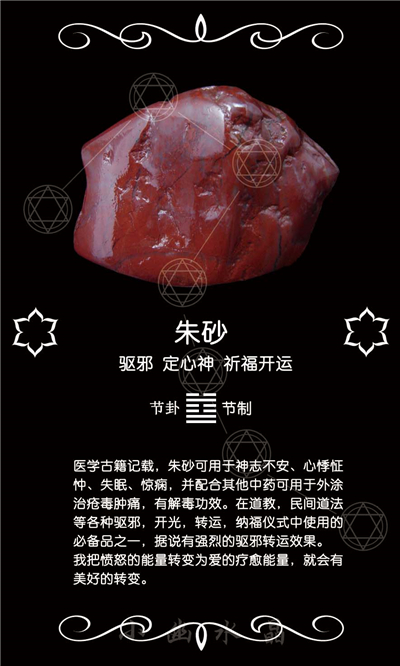 朱砂
驱邪 定心神 祈福开运
节卦 节制
医学古籍记载，朱砂可用于神志不安、心悸怔
忡、失眠、惊痫，并配合其他中药可用于外涂
治疮毒肿痛，有解毒功效。在道教，民间道法
等各种驱邪，开光，转运，纳福仪式中使用的
必备品之一，据说有强烈的驱邪转运效果。
我把愤怒的能量转变为爱的疗愈能量，就会有
美好的转变。
小幽水晶